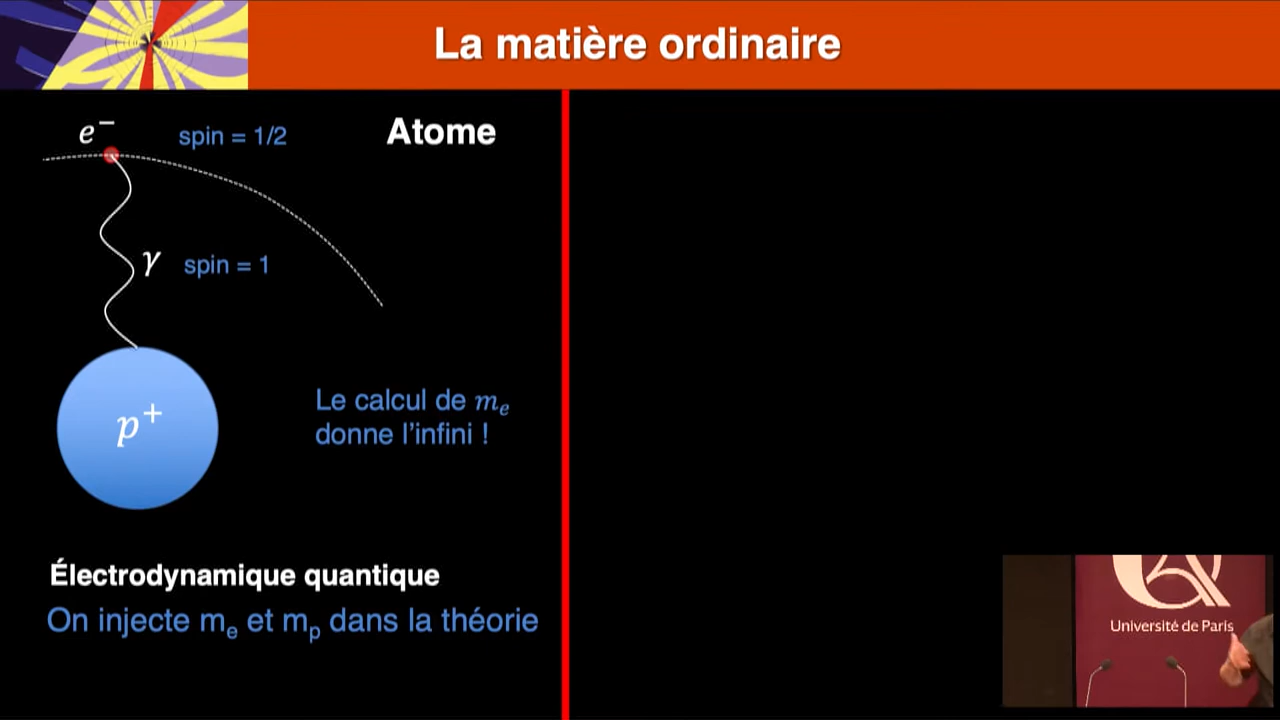 La matière ordinaire
e⁻ spin = 1/2
Atome
γ spin = 1
p⁺
Le calcul de mₑ
donne l'infini !
Électrodynamique quantique
On injecte mₑ et mₚ dans la théorie
Université de Paris